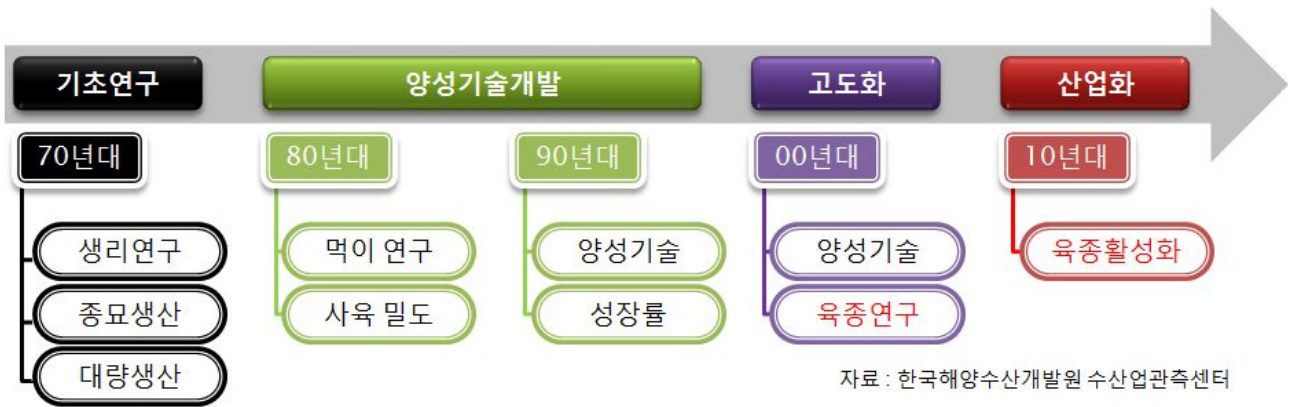 기초연구
양성기술개발
고도화
산업화
70년대
80년대
90년대
00년대
10년대
생리연구
먹이 연구
양성기술
양성기술
육종활성화
종묘생산
사육 밀도
성장률
육종연구
대량생산
자료 : 한국해양수산개발원 수산업관측센터